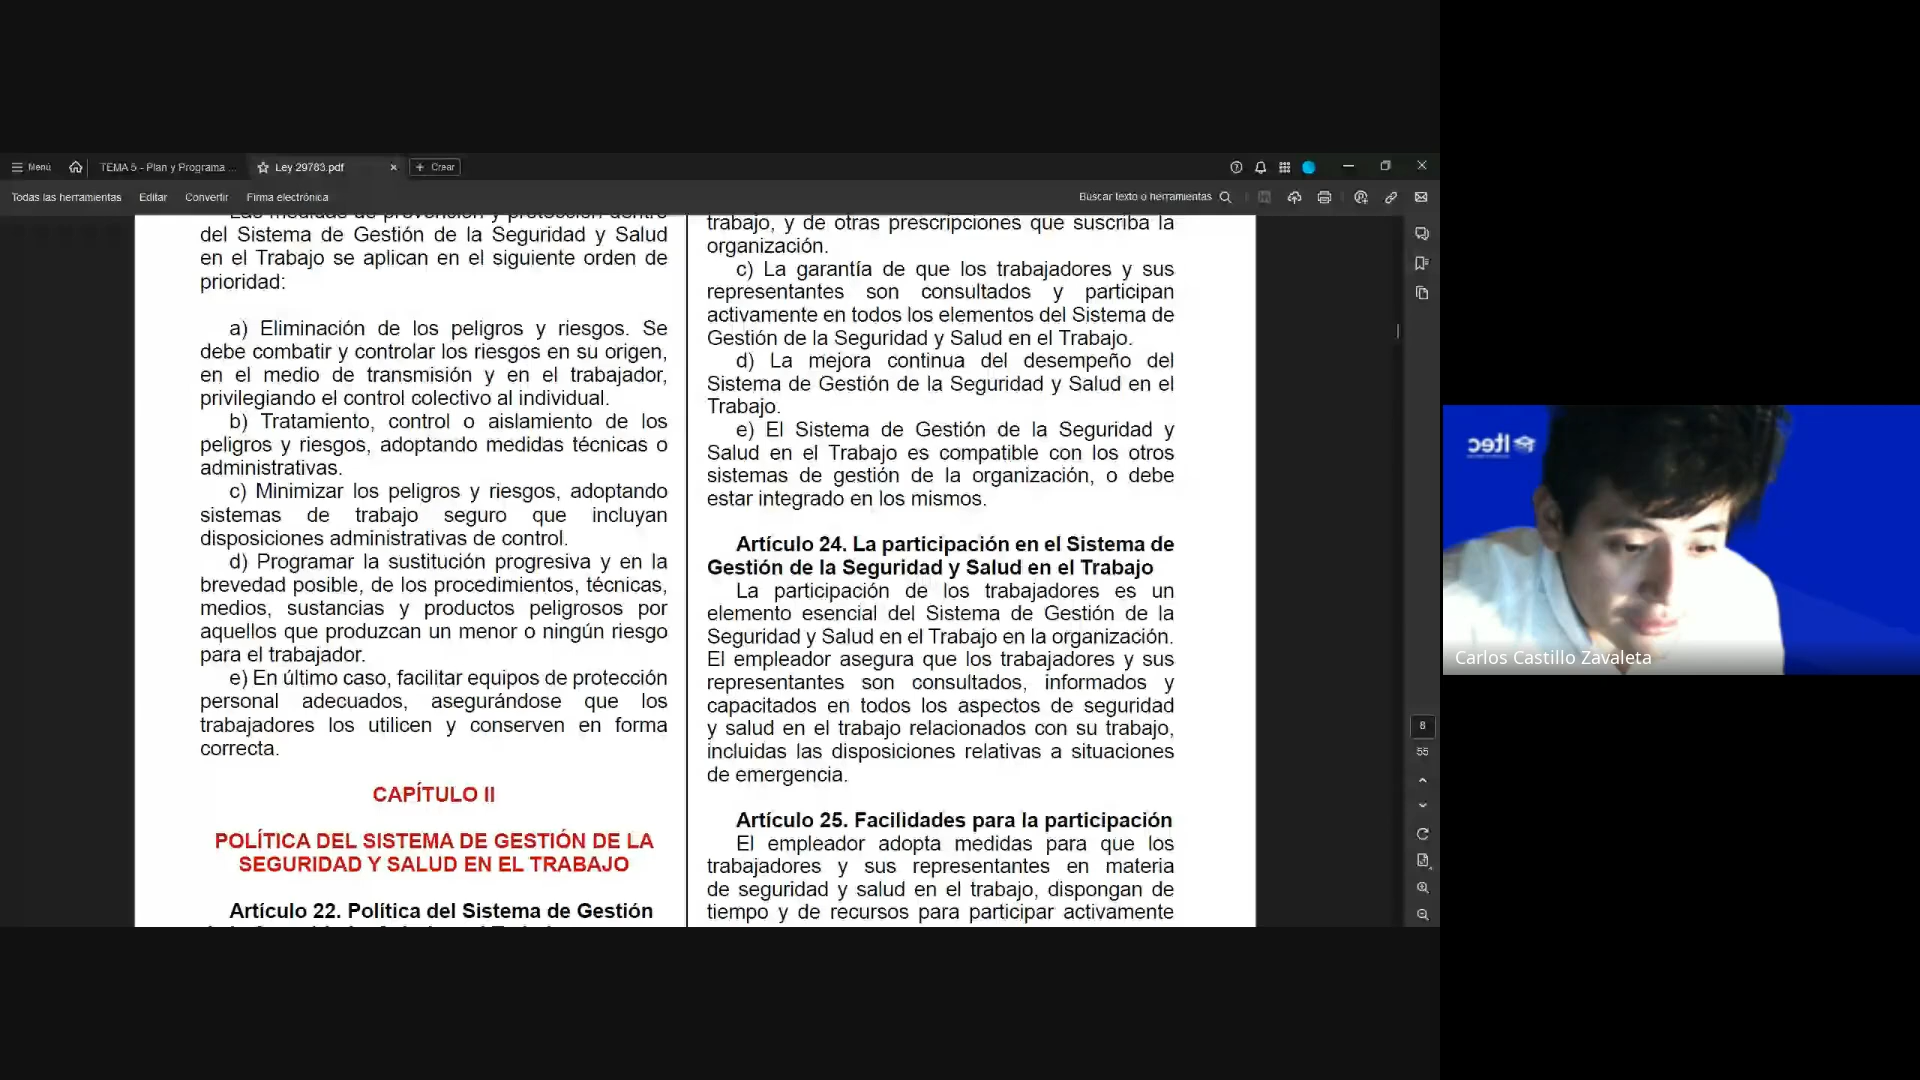 Menú
TEMA 5 - Plan y Programa ...
Ley 29783.pdf
Crear
Todas las herramientas
Editar
Convertir
Firma electrónica
Buscar texto o herramientas
Las medidas de prevención y protección dentro
del Sistema de Gestión de la Seguridad y Salud
en el Trabajo se aplican en el siguiente orden de
prioridad:
a) Eliminación de los peligros y riesgos. Se
debe combatir y controlar los riesgos en su origen,
en el medio de transmisión y en el trabajador,
privilegiando el control colectivo al individual.
b) Tratamiento, control o aislamiento de los
peligros y riesgos, adoptando medidas técnicas o
administrativas.
c) Minimizar los peligros y riesgos, adoptando
sistemas de trabajo seguro que incluyan
disposiciones administrativas de control.
d) Programar la sustitución progresiva y en la
brevedad posible, de los procedimientos, técnicas,
medios, sustancias y productos peligrosos por
aquellos que produzcan un menor o ningún riesgo
para el trabajador.
e) En último caso, facilitar equipos de protección
personal adecuados, asegurándose que los
trabajadores los utilicen y conserven en forma
correcta.
CAPÍTULO II
POLÍTICA DEL SISTEMA DE GESTIÓN DE LA
SEGURIDAD Y SALUD EN EL TRABAJO
Artículo 22. Política del Sistema de Gestión
trabajo, y de otras prescripciones que suscriba la
organización.
c) La garantía de que los trabajadores y sus
representantes son consultados y participan
activamente en todos los elementos del Sistema de
Gestión de la Seguridad y Salud en el Trabajo.
d) La mejora continua del desempeño del
Sistema de Gestión de la Seguridad y Salud en el
Trabajo.
e) El Sistema de Gestión de la Seguridad y
Salud en el Trabajo es compatible con los otros
sistemas de gestión de la organización, o debe
estar integrado en los mismos.
Artículo 24. La participación en el Sistema de
Gestión de la Seguridad y Salud en el Trabajo
La participación de los trabajadores es un
elemento esencial del Sistema de Gestión de la
Seguridad y Salud en el Trabajo en la organización.
El empleador asegura que los trabajadores y sus
representantes son consultados, informados y
capacitados en todos los aspectos de seguridad
y salud en el trabajo relacionados con su trabajo,
incluidas las disposiciones relativas a situaciones
de emergencia.
Artículo 25. Facilidades para la participación
El empleador adopta medidas para que los
trabajadores y sus representantes en materia
de seguridad y salud en el trabajo, dispongan de
tiempo y de recursos para participar activamente
8
55
Itec
Carlos Castillo Zavaleta